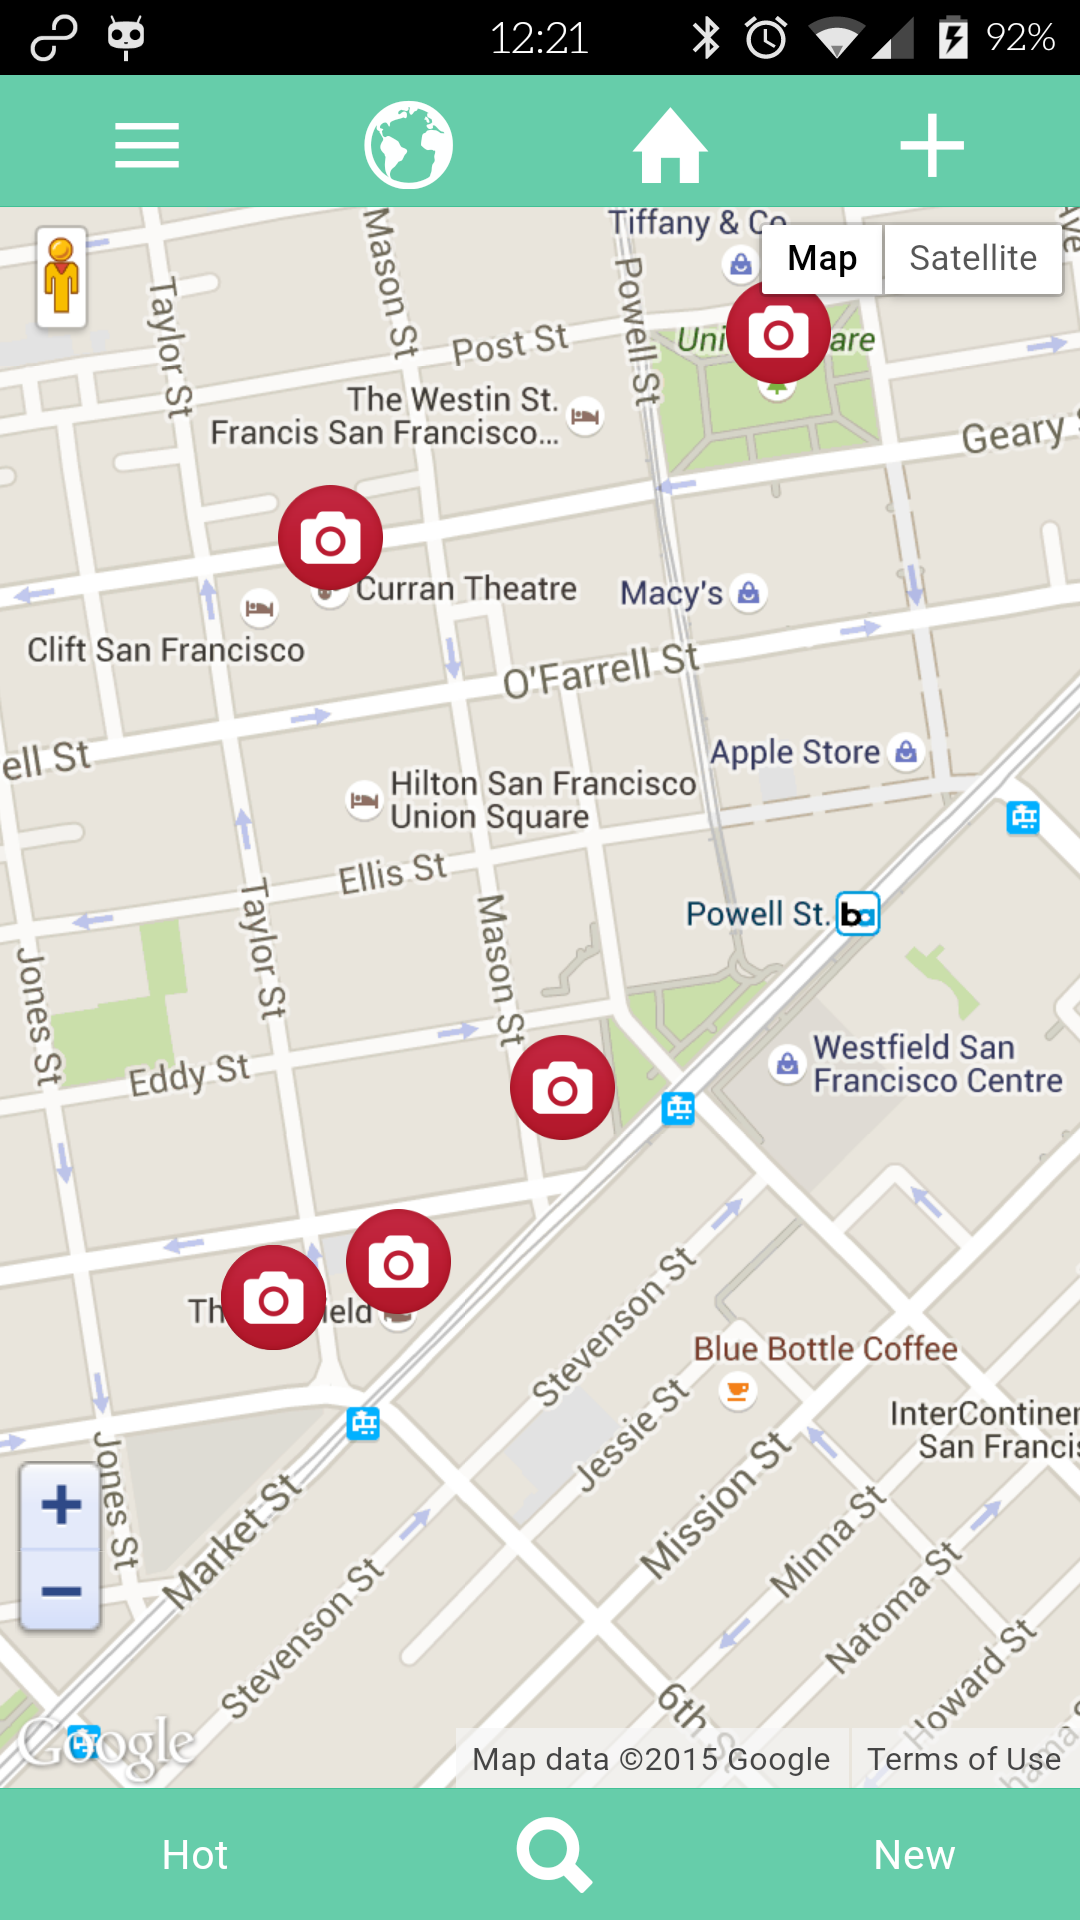 12:21
92%
Tiffany & Co
Map
Satellite
Mason St
Powell St
Taylor St
Post St
The Westin St.
Francis San Francisco...
Geary
Curran Theatre
Macy's
Clift San Francisco
O'Farrell St
ell St
Apple Store
Hilton San Francisco
Union Square
Ellis St
Powell St.
ba
Taylor St
Mason St
Jones St
Westfield San
Francisco Centre
Eddy St
Stevenson St
Blue Bottle Coffee
Jessie St
InterContinen
San Francis
Jones St
Market St
Mission St
Minna St
Natoma St
Stevenson St
Howard St
6th S
Google
Map data ©2015 Google
Terms of Use
Hot
New